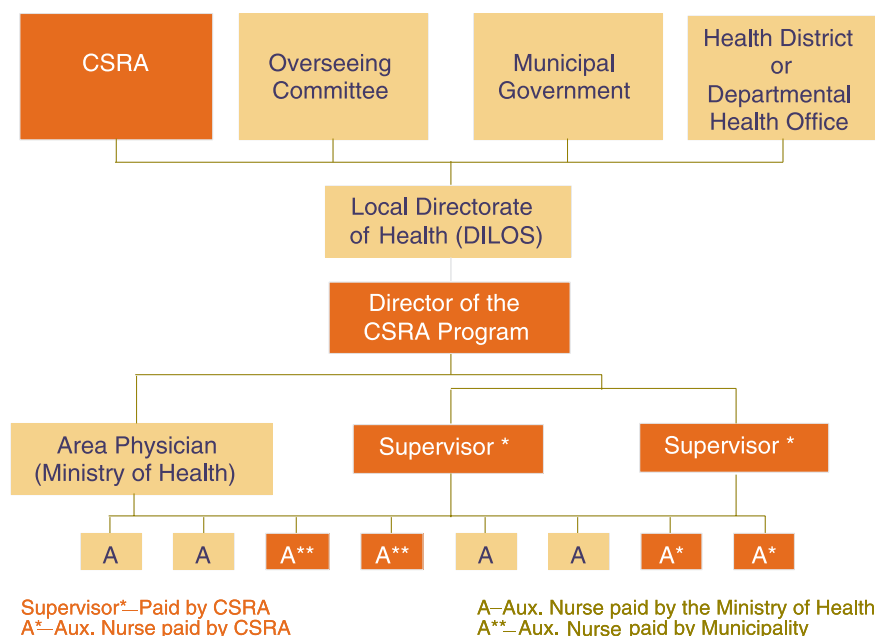 CSRA
Overseeing
Committee
Municipal
Government
Health District
or
Departmental
Health Office
Local Directorate
of Health (DILOS)
Director of the
CSRA Program
Area Physician
(Ministry of Health)
Supervisor *
Supervisor *
A
A
A**
A**
A
A
A*
A*
Supervisor*—Paid by CSRA
A*—Aux. Nurse paid by CSRA
A—Aux. Nurse paid by the Ministry of Health
A**—Aux. Nurse paid by Municipality